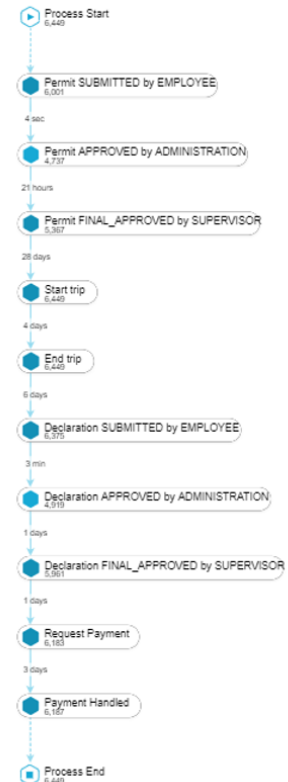 Process Start
6,449
Permit SUBMITTED by EMPLOYEE
6,001
4 sec
Permit APPROVED by ADMINISTRATION
4,737
21 hours
Permit FINAL_APPROVED by SUPERVISOR
5,367
28 days
Start trip
6,449
4 days
End trip
6,449
6 days
Declaration SUBMITTED by EMPLOYEE
6,375
3 min
Declaration APPROVED by ADMINISTRATION
4,919
1 days
Declaration FINAL_APPROVED by SUPERVISOR
5,961
1 days
Request Payment
6,183
3 days
Payment Handled
6,187
Process End
6,449